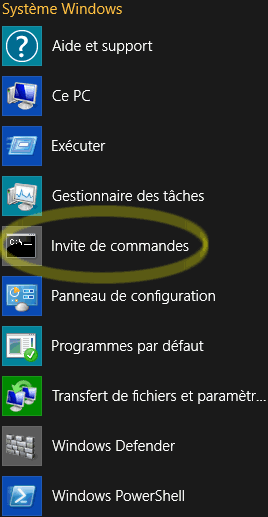 Système Windows
Aide et support
Ce PC
Exécuter
Gestionnaire des tâches
C:\_
Invite de commandes
Panneau de configuration
Programmes par défaut
Transfert de fichiers et paramètr...
Windows Defender
Windows PowerShell